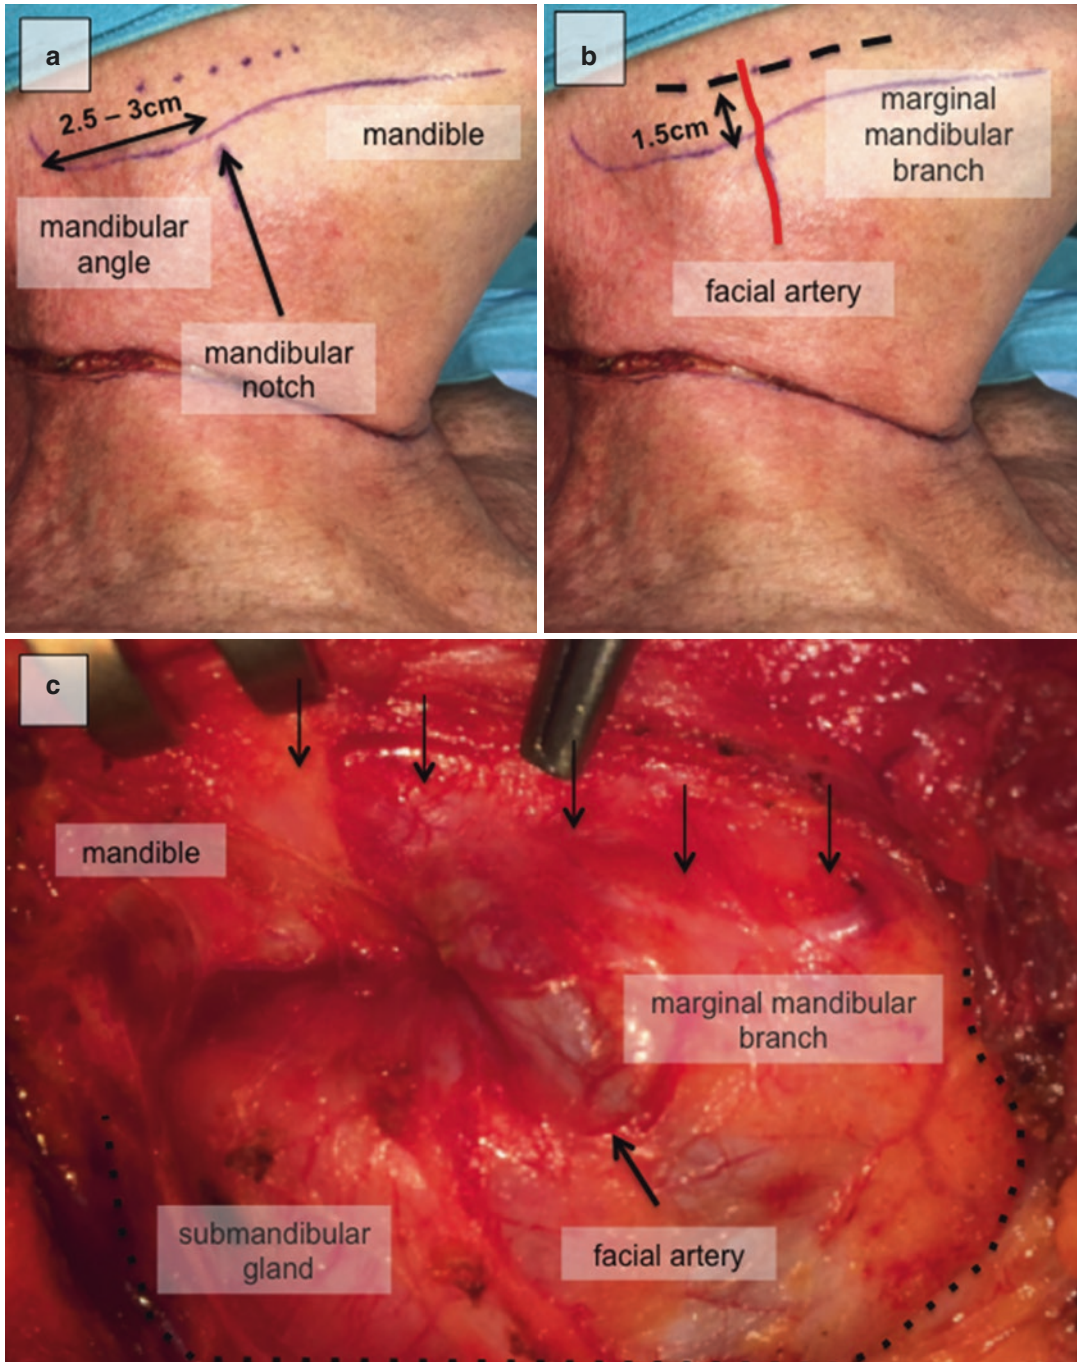 a
2.5 – 3cm
mandible
mandibular
angle
mandibular
notch
b
1.5cm
marginal
mandibular
branch
facial artery
c
mandible
marginal mandibular
branch
submandibular
gland
facial artery